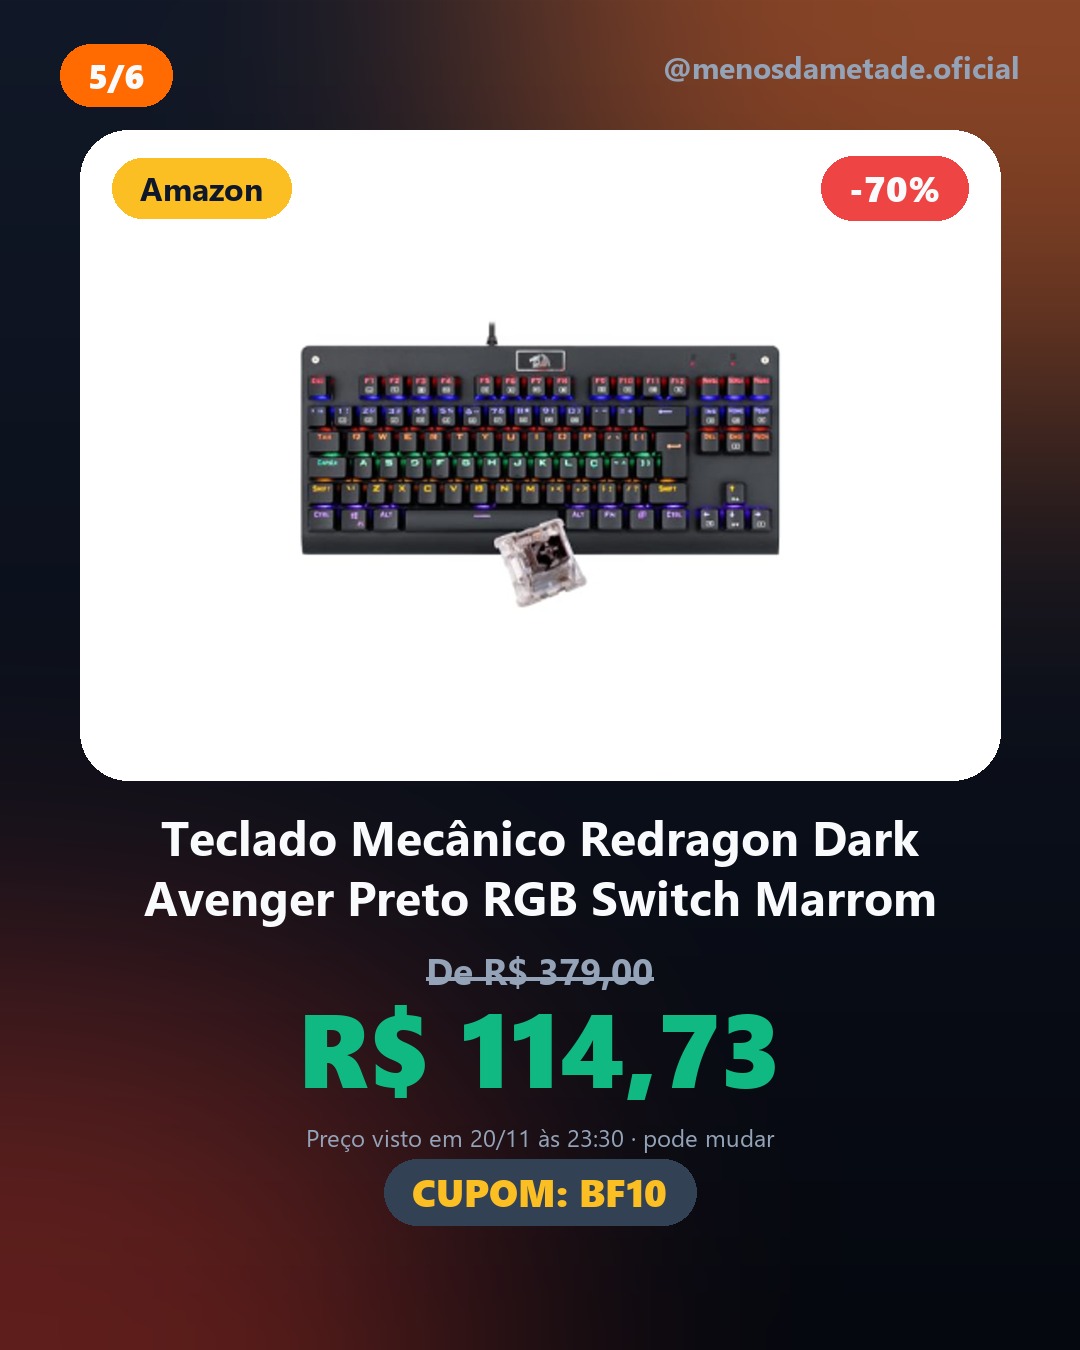 5/6
@menosdametade.oficial
Amazon
-70%
Teclado Mecânico Redragon Dark
Avenger Preto RGB Switch Marrom
De R$ 379,00
R$ 114,73
Preço visto em 20/11 às 23:30 · pode mudar
CUPOM: BF10